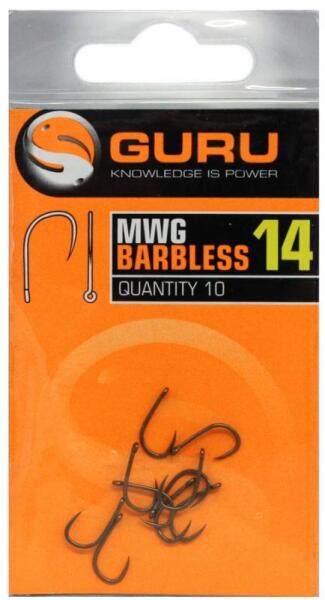 GURU
KNOWLEDGE IS POWER
MWG
BARBLESS 14
QUANTITY 10